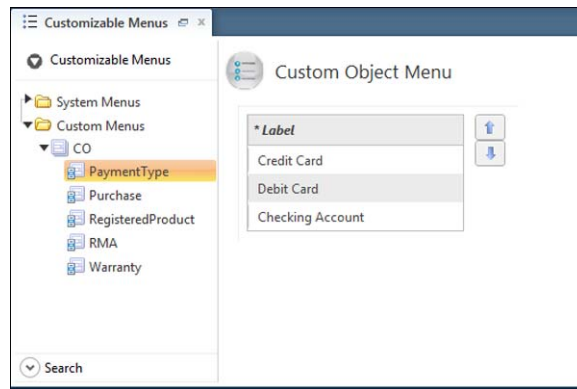 Customizable Menus
Customizable Menus
System Menus
Custom Menus
CO
PaymentType
Purchase
RegisteredProduct
RMA
Warranty
Search
Custom Object Menu
* Label
Credit Card
Debit Card
Checking Account